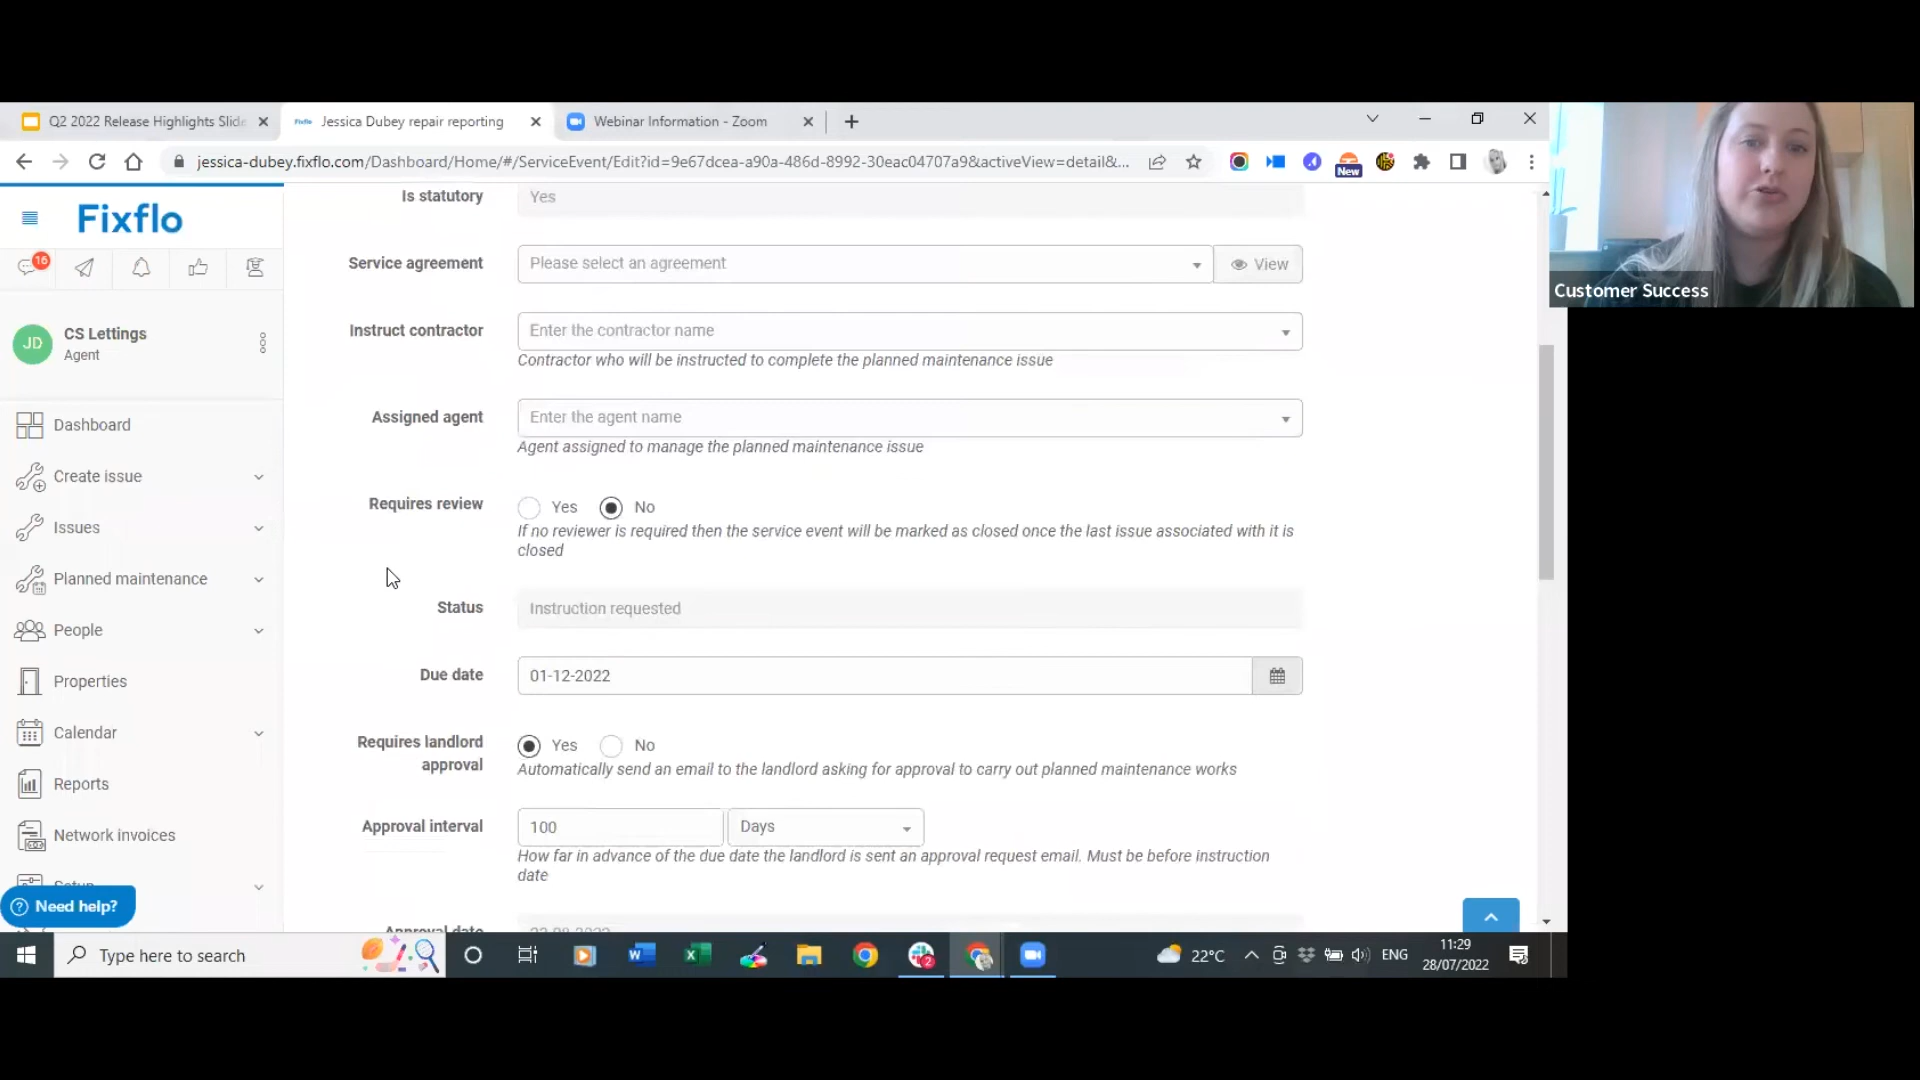 Q2 2022 Release Highlights Slide
Fixflo
Jessica Dubey repair reporting
Webinar Information - Zoom
jessica-dubey.fixflo.com/Dashboard/Home/#/ServiceEvent/Edit?id=9e67dcea-a90a-486d-8992-30eac04707a9&activeView=detail&...
New
Customer Success
Fixflo
16
JD
CS Lettings
Agent
Dashboard
Create issue
Issues
Planned maintenance
People
Properties
Calendar
Reports
Network invoices
Setup
Need help?
Is statutory
Yes
Service agreement
Please select an agreement
View
Instruct contractor
Enter the contractor name
Contractor who will be instructed to complete the planned maintenance issue
Assigned agent
Enter the agent name
Agent assigned to manage the planned maintenance issue
Requires review
Yes
No
If no reviewer is required then the service event will be marked as closed once the last issue associated with it is
closed
Status
Instruction requested
Due date
01-12-2022
Requires landlord
approval
Yes
No
Automatically send an email to the landlord asking for approval to carry out planned maintenance works
Approval interval
100
Days
How far in advance of the due date the landlord is sent an approval request email. Must be before instruction
date
Approval date
Type here to search
2
22°C
ENG
11:29
28/07/2022